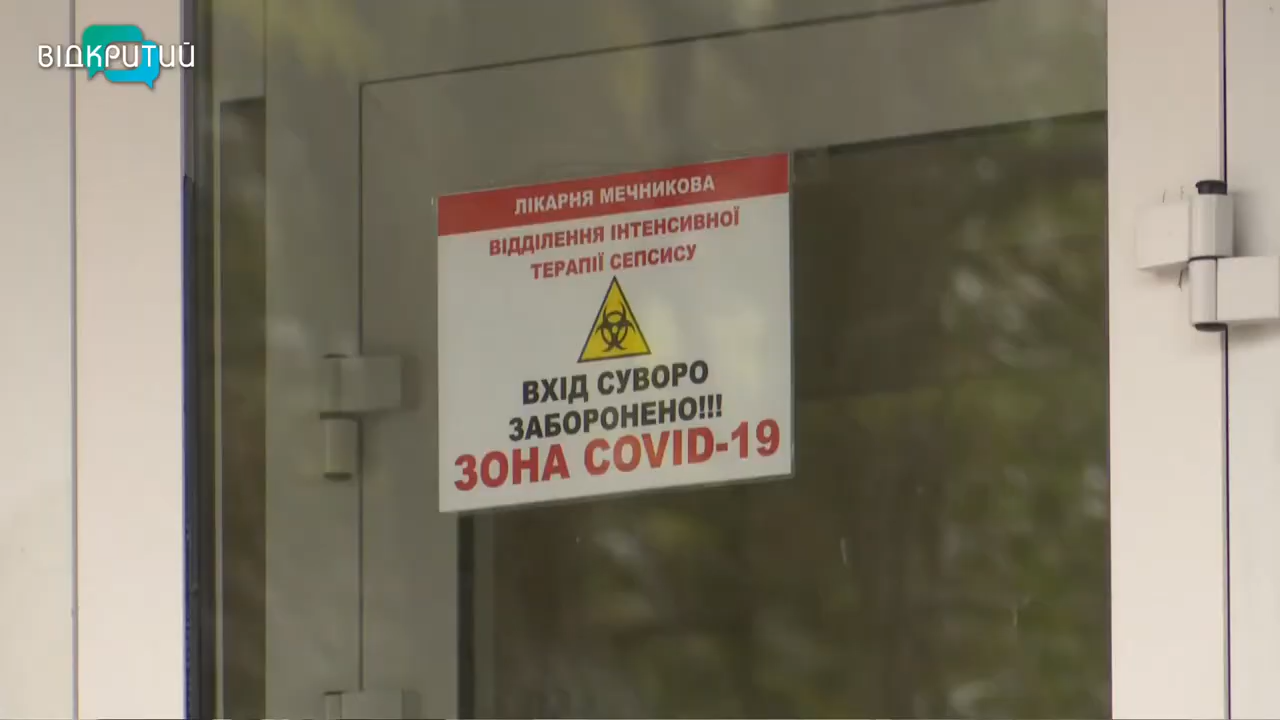 ВІДКРИТИЙ
ЛІКАРНЯ МЕЧНИКОВА
ВІДДІЛЕННЯ ІНТЕНСИВНОЇ
ТЕРАПІЇ СЕПСИСУ
ВХІД СУВОРО
ЗАБОРОНЕНО!!!
ЗОНА COVID-19